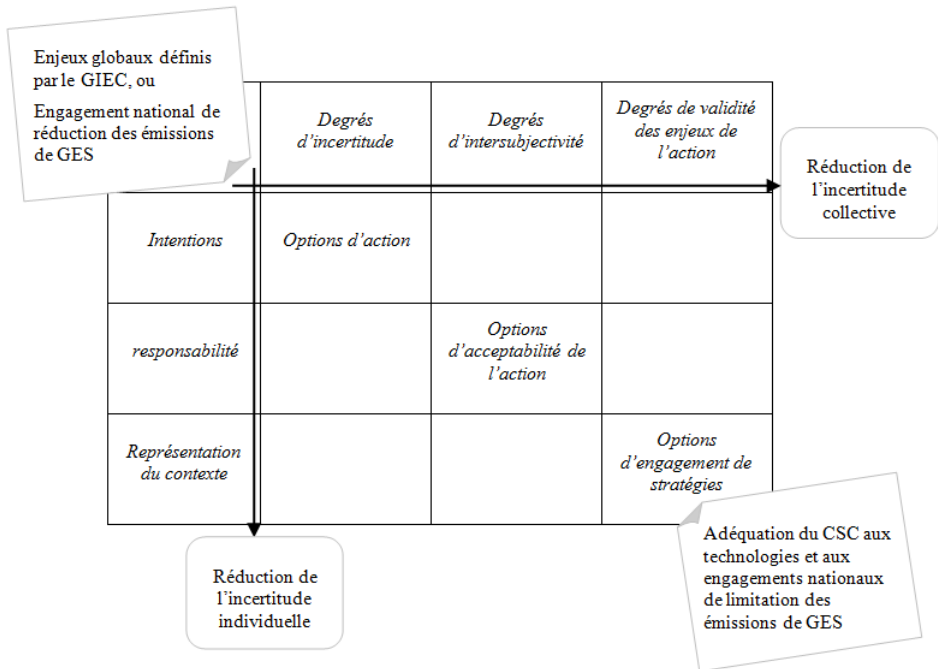 Enjeux globaux définis
par le GIEC, ou
Engagement national de
réduction des émissions
de GES
Degrés
d’incertitude
Degrés
d’intersubjectivité
Degrés de validité
des enjeux de
l’action
Réduction de
l’incertitude
collective
Intentions
Options d’action
responsabilité
Options
d’acceptabilité de
l’action
Représentation
du contexte
Options
d’engagement de
stratégies
Réduction de
l’incertitude
individuelle
Adéquation du CSC aux
technologies et aux
engagements nationaux
de limitation des
émissions de GES